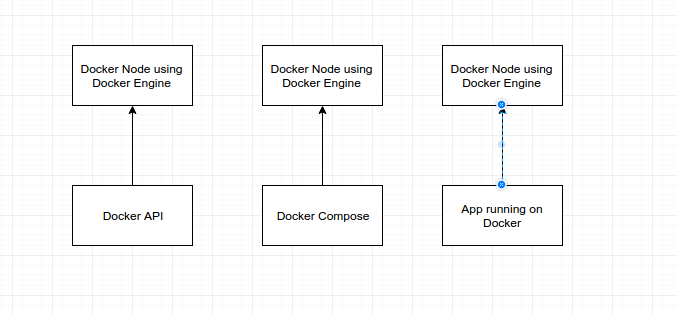 Docker Node using
Docker Engine
Docker Node using
Docker Engine
Docker Node using
Docker Engine
Docker API
Docker Compose
App running on
Docker